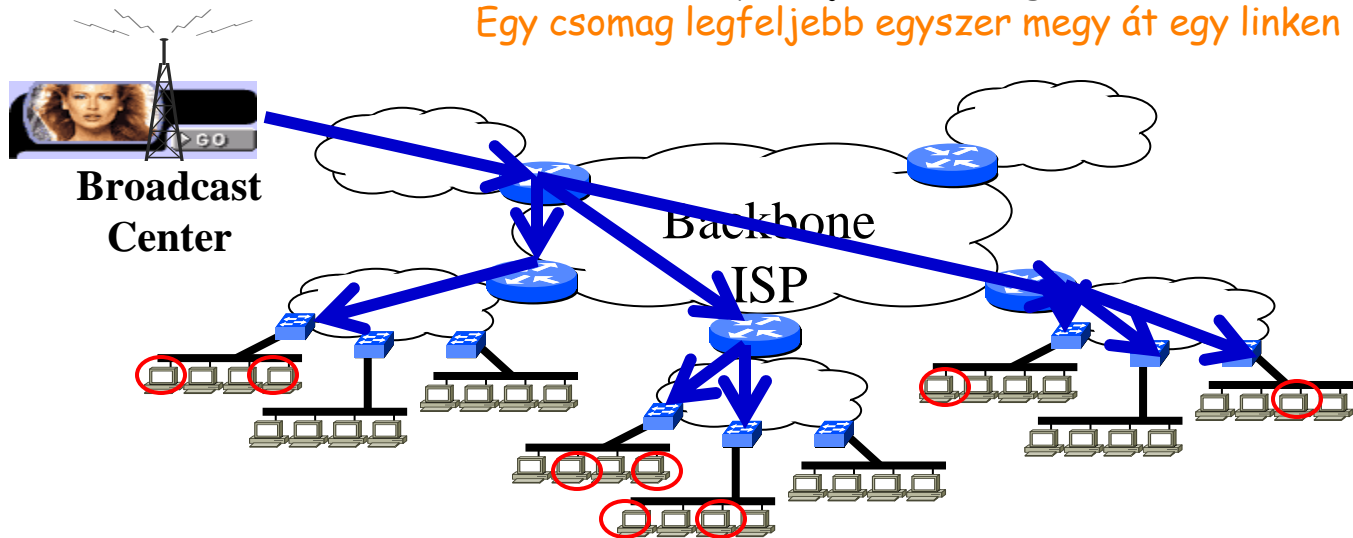 Egy csomag legfeljebb egyszer megy át egy linken
GO
Broadcast
Center
Backbone
ISP